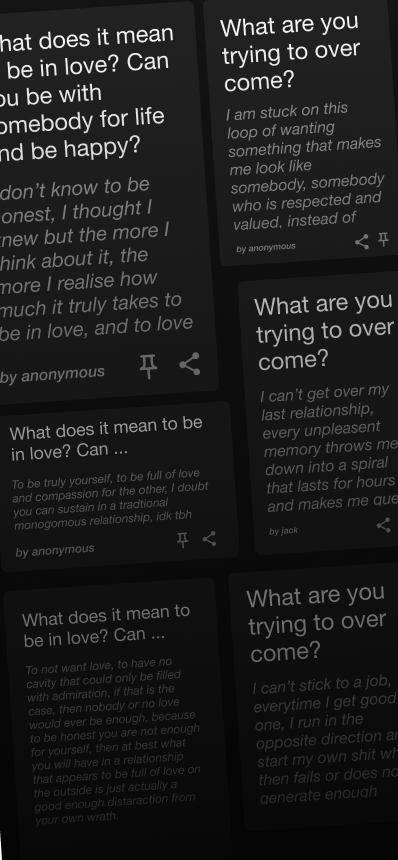 hat does it mean
be in love? Can
ou be with
omebody for life
nd be happy?
don't know to be
onest, I thought I
new but the more I
hink about it, the
more I realise how
much it truly takes to
be in love, and to love
by anonymous
What are you
trying to over
come?
I am stuck on this
loop of wanting
something that makes
me look like
somebody, somebody
who is respected and
valued, instead of
by anonymous
What does it mean to be
in love? Can ...
To be truly yourself, to be full of love
and compassion for the other, I doubt
you can sustain in a tradtional
monogomous relationship, idk tbh
by anonymous
What are you
trying to over
come?
I can't get over my
last relationship,
every unpleasent
memory throws me
down into a spiral
that lasts for hours
and makes me que
by jack
What does it mean to
be in love? Can ...
To not want love, to have no
cavity that could only be filled
with admiration, if that is the
case, then nobody or no love
would ever be enough, because
to be honest you are not enough
for yourself, then at best what
you will have in a relationship
that appears to be full of love on
the outside is just actually a
good enough distaraction from
your own wrath.
What are you
trying to over
come?
I can't stick to a job,
everytime I get good
one, I run in the
opposite direction an
start my own shit wh
then fails or does no
generate enough